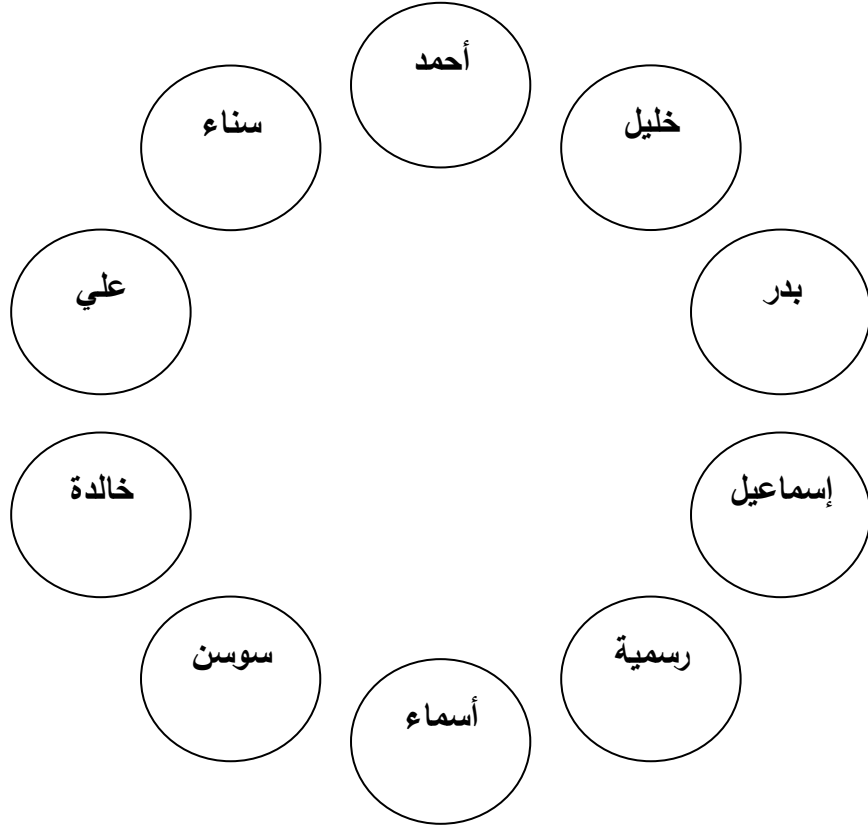 أحمد
خليل
سناء
بدر
علي
إسماعيل
خالدة
رسمية
سوسن
أسماء